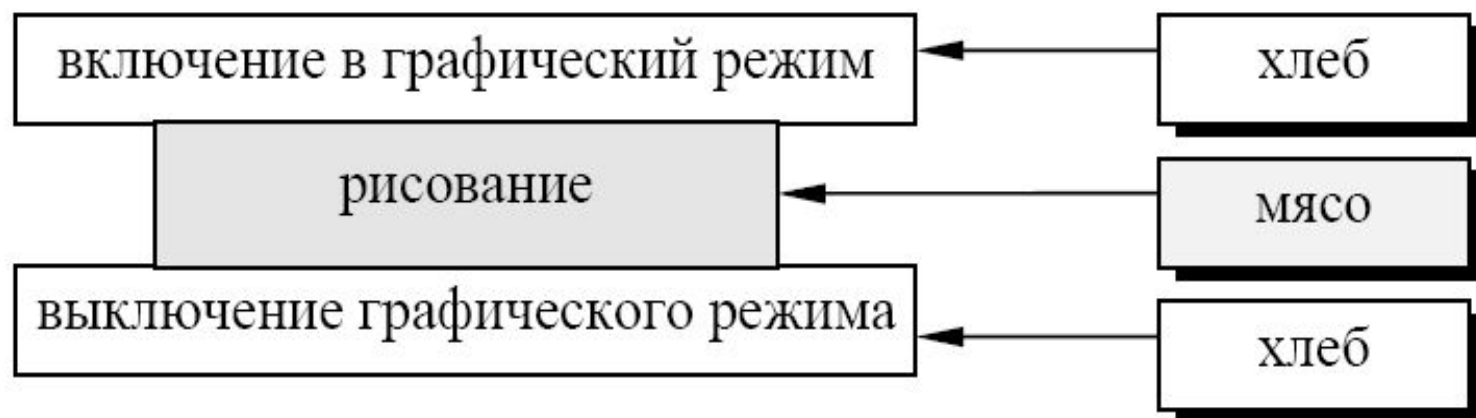 включение в графический режим
хлеб
рисование
мясо
выключение графического режима
хлеб